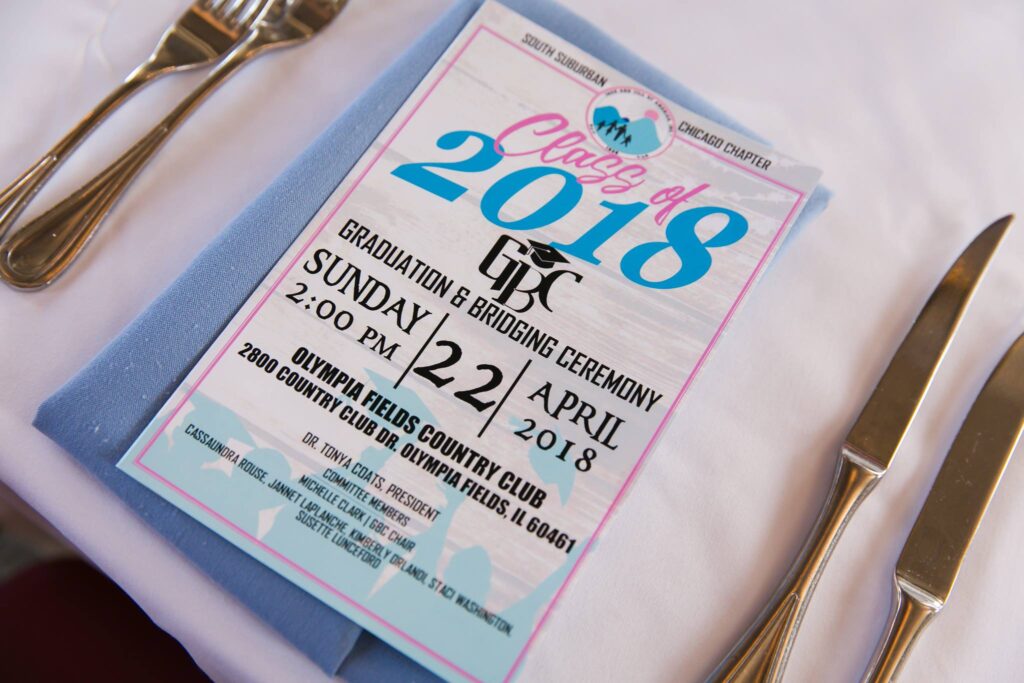 SOUTH SUBURBAN
CHICAGO CHAPTER
Class of
2018
GBC
GRADUATION & BRIDGING CEREMONY
SUNDAY
2:00 PM
22
APRIL
2018
OLYMPIA FIELDS COUNTRY CLUB
2800 COUNTRY CLUB DR, OLYMPIA FIELDS, IL 60461
DR. TONYA COATS, PRESIDENT
COMMITTEE MEMBERS
MICHELLE CLARK | GBC CHAIR
CASSAUNDRA ROUSE, JANNET LAPLANCHE, KIMBERLY ORLANDI, STACI WASHINGTON,
SUSETTE LUNCEFORD